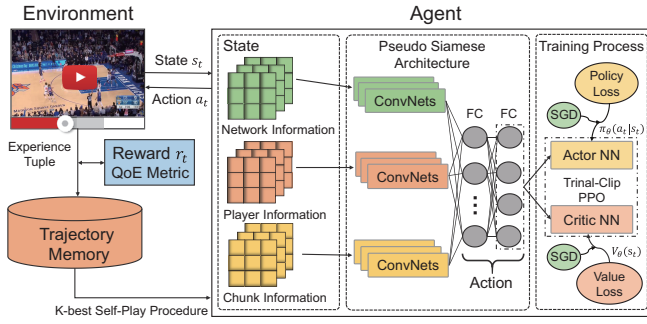 Environment
Agent
State s_t
Action a_t
Experience
Tuple
Reward r_t
QoE Metric
Trajectory
Memory
K-best Self-Play Procedure
State
Network Information
Player Information
Chunk Information
Pseudo Siamese
Architecture
ConvNets
ConvNets
ConvNets
FC
FC
Action
Training Process
Policy
Loss
SGD
π_θ(a_t|s_t)
Actor NN
Trinal-Clip
PPO
Critic NN
SGD
V_θ(s_t)
Value
Loss